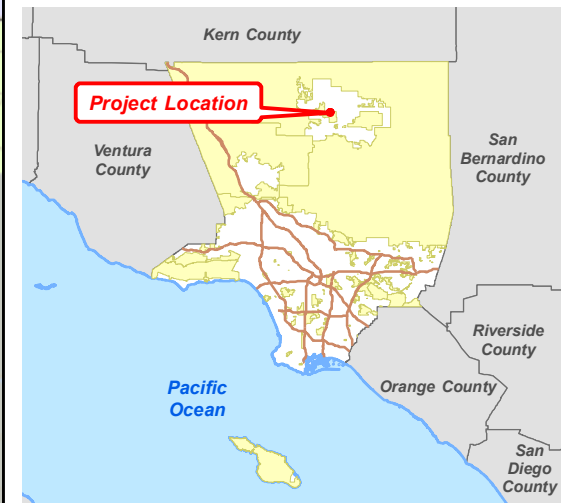 Kern County
Project Location
Ventura
County
San
Bernardino
County
Riverside
County
Orange County
Pacific
Ocean
San
Diego
County